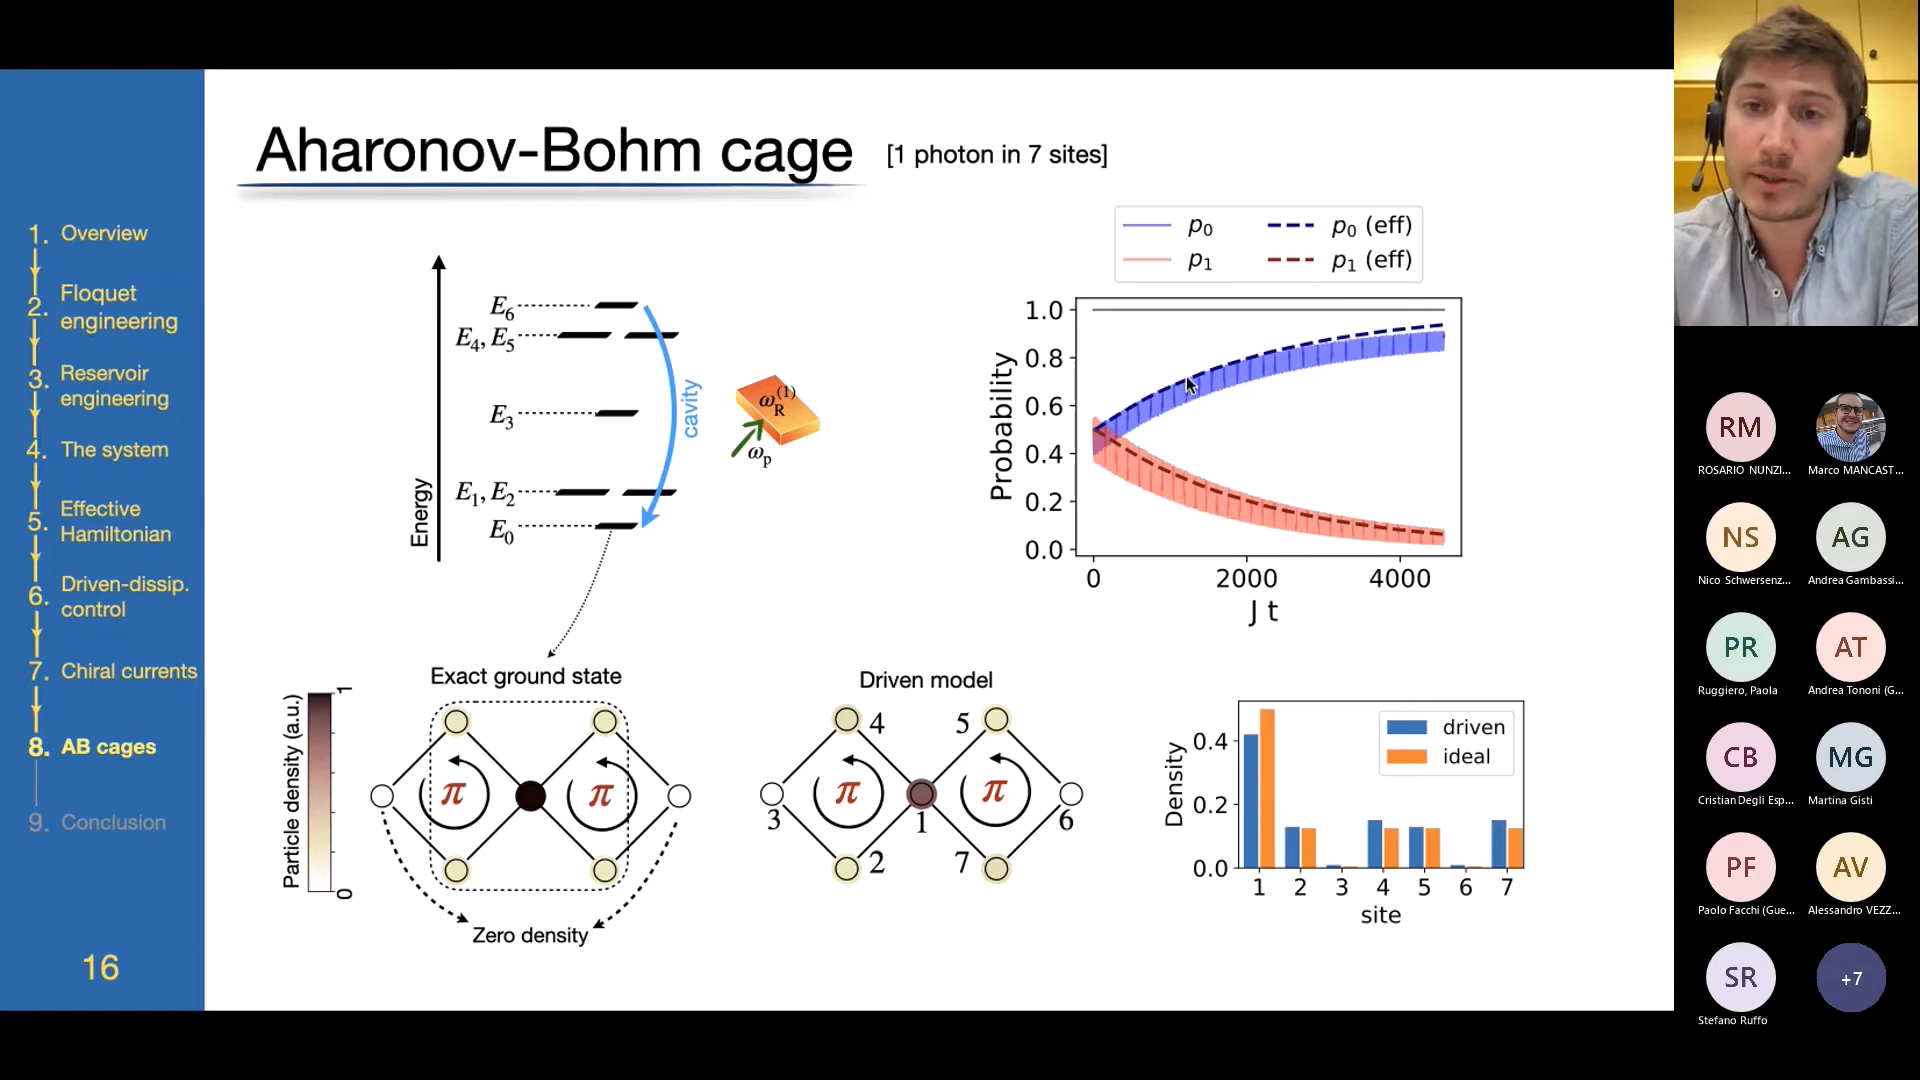 Aharonov-Bohm cage [1 photon in 7 sites]
1. Overview
2. Floquet
engineering
3. Reservoir
engineering
4. The system
5. Effective
Hamiltonian
6. Driven-dissip.
control
7. Chiral currents
8. AB cages
9. Conclusion
16
Energy
E6
E4, E5
E3
E1, E2
E0
cavity
ωR(1)
ωp
p0 p0 (eff)
p1 p1 (eff)
Probability
1.0
0.8
0.6
0.4
0.2
0.0
0 2000 4000
J t
Exact ground state
Particle density (a.u.)
1
0
π π
Zero density
Driven model
4 5
π π
3 1 6
2 7
driven
ideal
Density
0.4
0.2
0.0
1 2 3 4 5 6 7
site
RM
ROSARIO NUNZI... Marco MANCAST...
NS AG
Nico Schwersenz... Andrea Gambassi...
PR AT
Ruggiero, Paola Andrea Tononi (G...
CB MG
Cristian Degli Esp... Martina Gisti
PF AV
Paolo Facchi (Gue... Alessandro VEZZ...
SR +7
Stefano Ruffo